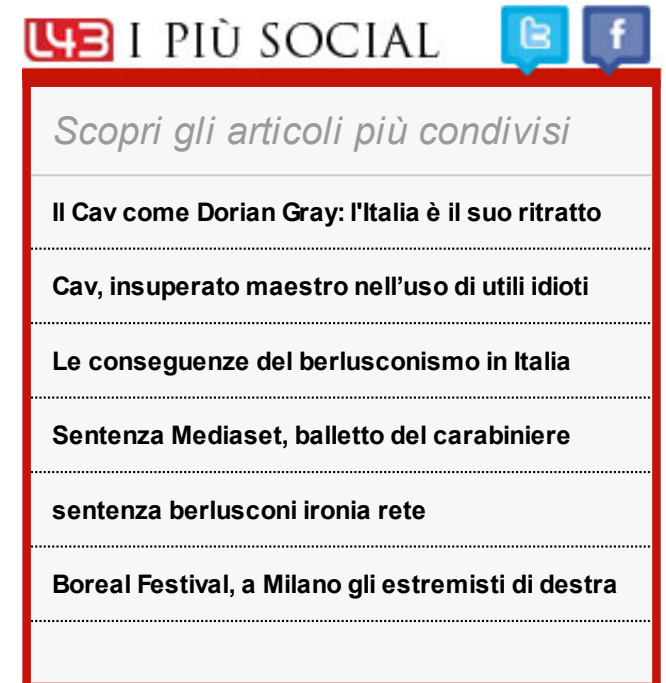 L43 I PIÙ SOCIAL
Scopri gli articoli più condivisi
Il Cav come Dorian Gray: l'Italia è il suo ritratto
Cav, insuperato maestro nell’uso di utili idioti
Le conseguenze del berlusconismo in Italia
Sentenza Mediaset, balletto del carabiniere
sentenza berlusconi ironia rete
Boreal Festival, a Milano gli estremisti di destra